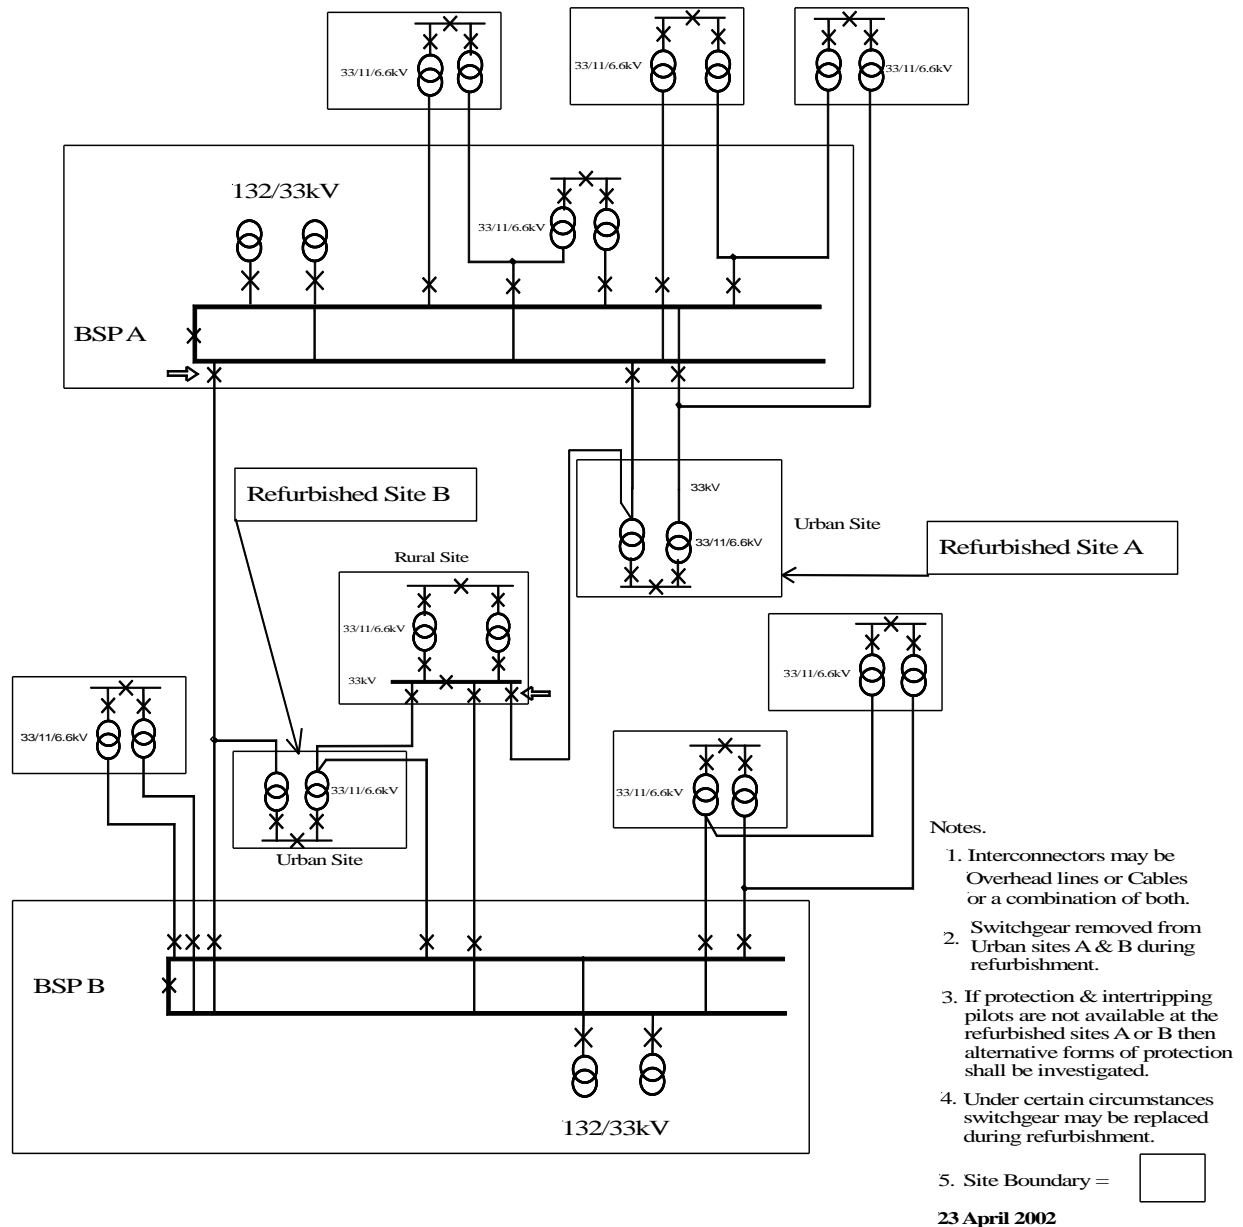 33/11/6.6kV
33/11/6.6kV
33/11/6.6kV
132/33kV
33/11/6.6kV
BSP A
Refurbished Site B
33kV
Urban Site
33/11/6.6kV
Refurbished Site A
Rural Site
33/11/6.6kV
33kV
33/11/6.6kV
33/11/6.6kV
33/11/6.6kV
33/11/6.6kV
Urban Site
BSP B
132/33kV
Notes.
1. Interconnectors may be
Overhead lines or Cables
or a combination of both.
2. Switchgear removed from
Urban sites A & B during
refurbishment.
3. If protection & intertripping
pilots are not available at the
refurbished sites A or B then
alternative forms of protection
shall be investigated.
4. Under certain circumstances
switchgear may be replaced
during refurbishment.
5. Site Boundary =
23 April 2002